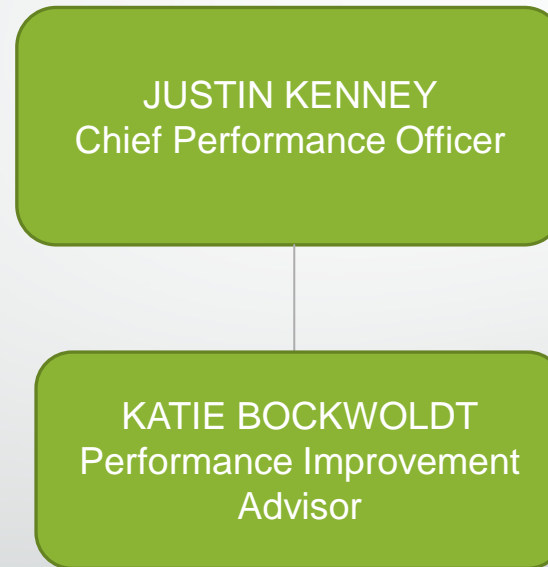 JUSTIN KENNEY
Chief Performance Officer
KATIE BOCKWOLDT
Performance Improvement
Advisor